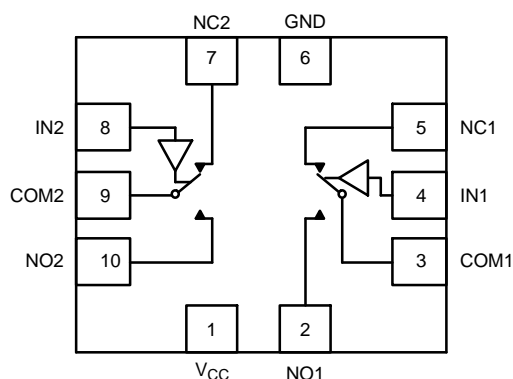 NC2 GND
7 6
IN2 8 5 NC1
COM2 9 4 IN1
NO2 10 3 COM1
1 2
VCC NO1